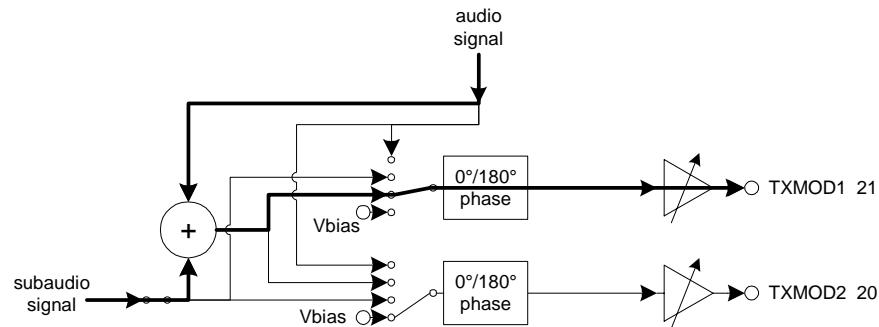 audio
signal
0°/180°
phase
TXMOD1 21
Vbias
+
subaudio
signal
0°/180°
phase
TXMOD2 20
Vbias